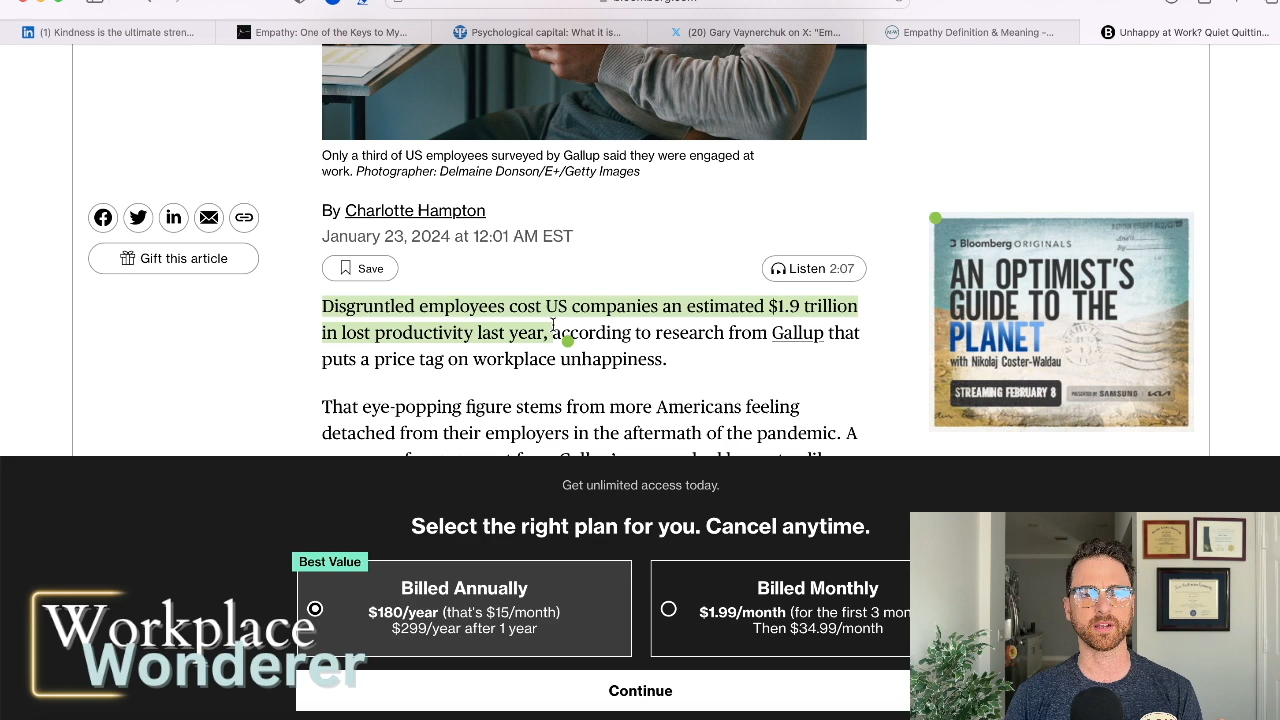 bloomberg.com
(1) Kindness is the ultimate stren...
Empathy: One of the Keys to My...
Psychological capital: What it is...
(20) Gary Vaynerchuk on X: "Em...
Empathy Definition & Meaning –...
Unhappy at Work? Quiet Quittin...
Only a third of US employees surveyed by Gallup said they were engaged at
work. Photographer: Delmaine Donson/E+/Getty Images
By Charlotte Hampton
January 23, 2024 at 12:01 AM EST
Gift this article
Save
Listen 2:07
Disgruntled employees cost US companies an estimated $1.9 trillion
in lost productivity last year, according to research from Gallup that
puts a price tag on workplace unhappiness.
That eye-popping figure stems from more Americans feeling
detached from their employers in the aftermath of the pandemic. A
Bloomberg ORIGINALS
AN OPTIMIST'S
GUIDE TO THE
PLANET
with Nikolaj Coster-Waldau
STREAMING FEBRUARY 8
PRESENTED BY SAMSUNG KIA
Get unlimited access today.
Select the right plan for you. Cancel anytime.
Best Value
Billed Annually
$180/year (that's $15/month)
$299/year after 1 year
Billed Monthly
$1.99/month (for the first 3 mon
Then $34.99/month
Continue
Workplace
Wonderer